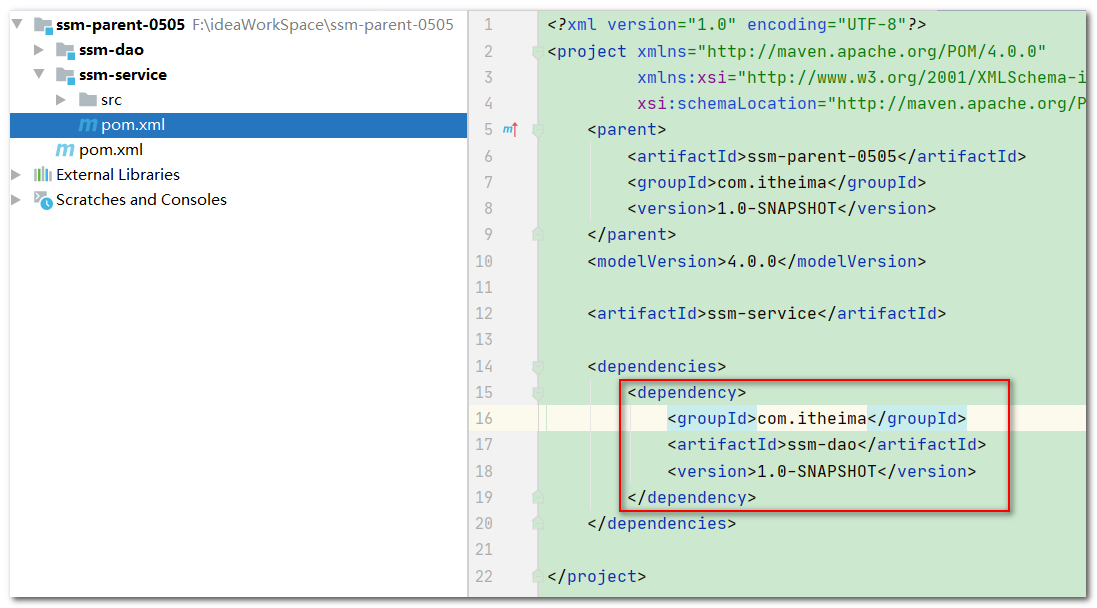 ssm-parent-0505 F:\ideaWorkSpace\ssm-parent-0505
ssm-dao
ssm-service
src
pom.xml
pom.xml
External Libraries
Scratches and Consoles
1 <?xml version="1.0" encoding="UTF-8"?>
2 <project xmlns="http://maven.apache.org/POM/4.0.0"
3 xmlns:xsi="http://www.w3.org/2001/XMLSchema-i
4 xsi:schemaLocation="http://maven.apache.org/P
5 <parent>
6 <artifactId>ssm-parent-0505</artifactId>
7 <groupId>com.itheima</groupId>
8 <version>1.0-SNAPSHOT</version>
9 </parent>
10 <modelVersion>4.0.0</modelVersion>
11
12 <artifactId>ssm-service</artifactId>
13
14 <dependencies>
15 <dependency>
16 <groupId>com.itheima</groupId>
17 <artifactId>ssm-dao</artifactId>
18 <version>1.0-SNAPSHOT</version>
19 </dependency>
20 </dependencies>
21
22 </project>